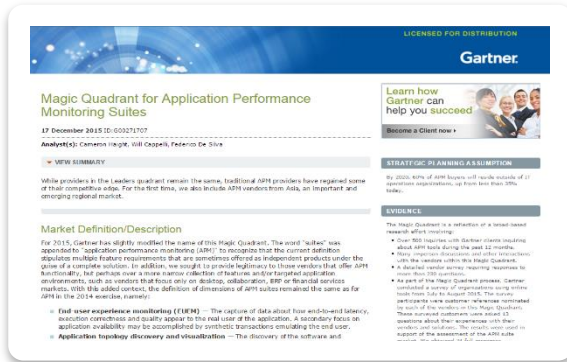 LICENSED FOR DISTRIBUTION
Gartner.
Magic Quadrant for Application Performance
Monitoring Suites
17 December 2015 ID:G00271707
Analyst(s): Cameron Haight, Will Cappelli, Federico De Silva
VIEW SUMMARY
While providers in the Leaders quadrant remain the same, traditional APM providers have regained some
of their competitive edge. For the first time, we also include APM vendors from Asia, an important and
emerging regional market.
Market Definition/Description
For 2015, Gartner has slightly modified the name of this Magic Quadrant. The word "suites" was
appended to "application performance monitoring (APM)" to recognize that the current definition
stipulates multiple feature requirements that are sometimes offered as independent products under the
guise of a complete solution. In addition, we sought to provide legitimacy to those vendors that offer APM
functionality, but perhaps over a more narrow collection of features and/or targeted application
environments, such as vendors that focus only on desktop, collaboration, ERP or financial services
markets. With this added context, the definition of dimensions of APM suites remained the same as for
APM in the 2014 exercise, namely:
End-user experience monitoring (EUEM) — The capture of data about how end-to-end latency,
execution correctness and quality appear to the real user of the application. A secondary focus on
application availability may be accomplished by synthetic transactions emulating the end user.
Application topology discovery and visualization — The discovery of the software and
Learn how
Gartner can
help you succeed
Become a Client now
STRATEGIC PLANNING ASSUMPTION
By 2020, 60% of APM buyers will reside outside of IT
operations organizations, up from less than 20%
today.
EVIDENCE
The Magic Quadrant is a collection of a broad-based
research effort involving:
Over 500 inquiries with Gartner clients inquiring
about APM tools during the past 12 months.
Many impromptu discussions and other interactions
with the vendors within this Magic Quadrant.
A detailed vendor survey requiring responses to
more than 200 questions.
As part of the Magic Quadrant process, Gartner
conducted a survey of organizations using online
tools from July to August 2015. The survey
participants were customer references nominated
by each of the vendors in this Magic Quadrant.
These surveyed customers were asked
questions about their experiences with their
vendors and solutions. The results were used in
support of the assessment of the APM suite